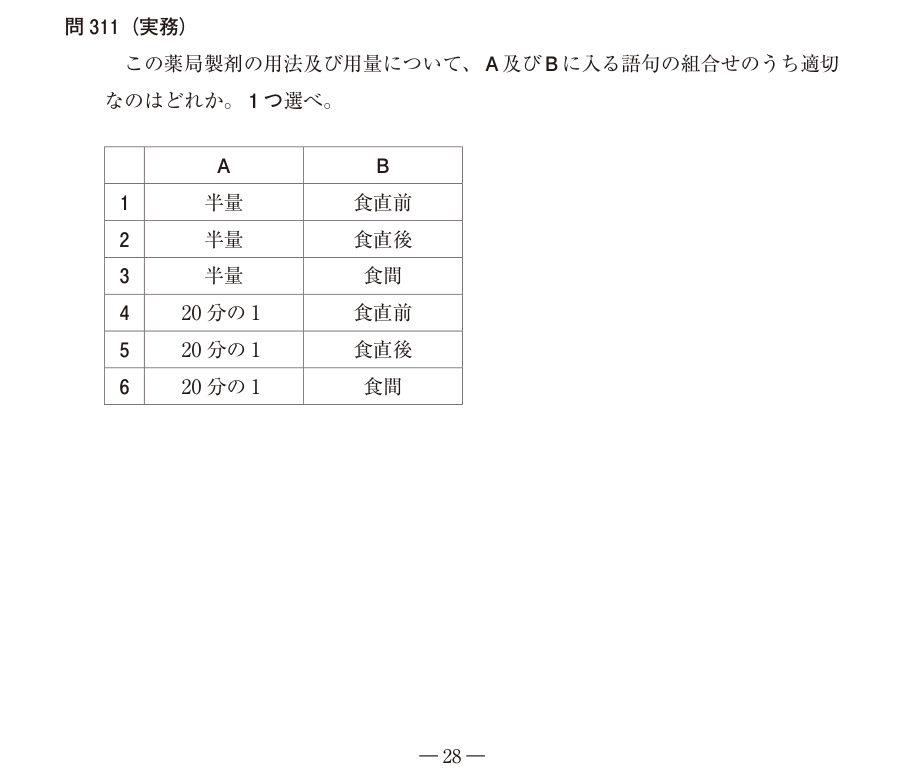 問 311（実務）
この薬局製剤の用法及び用量について、A及びBに入る語句の組合せのうち適切
なのはどれか。1つ選べ。
A B
1 半量 食直前
2 半量 食直後
3 半量 食間
4 20 分の 1 食直前
5 20 分の 1 食直後
6 20 分の 1 食間
— 28 —